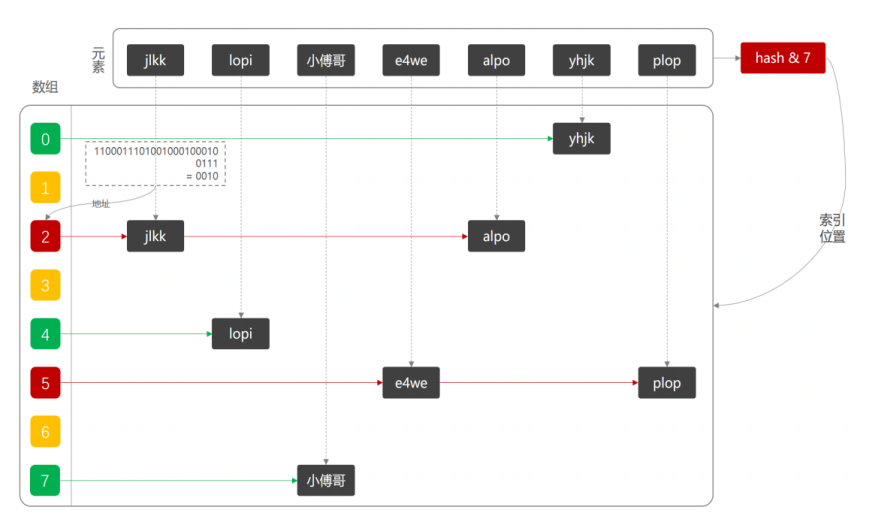 元素
jlkk
lopi
小傅哥
e4we
alpo
yhjk
plop
hash & 7
数组
0
yhjk
1100011101001000100010
0111
= 0010
1
地址
2
jlkk
alpo
索引
位置
3
4
lopi
5
e4we
plop
6
7
小傅哥